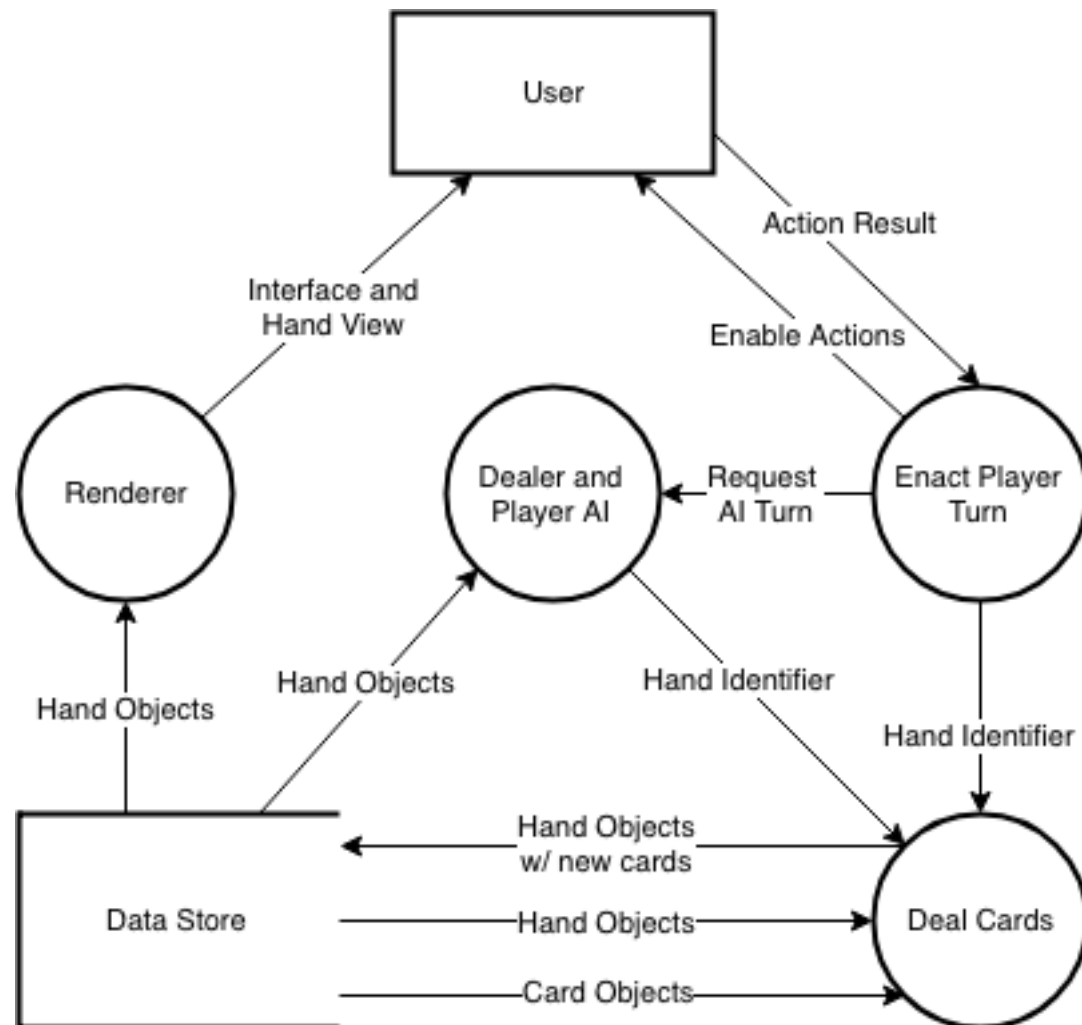 User
Action Result
Interface and
Hand View
Enable Actions
Renderer
Dealer and
Player AI
Request
AI Turn
Enact Player
Turn
Hand Objects
Hand Objects
Hand Identifier
Hand Identifier
Hand Objects
w/ new cards
Data Store
Hand Objects
Deal Cards
Card Objects